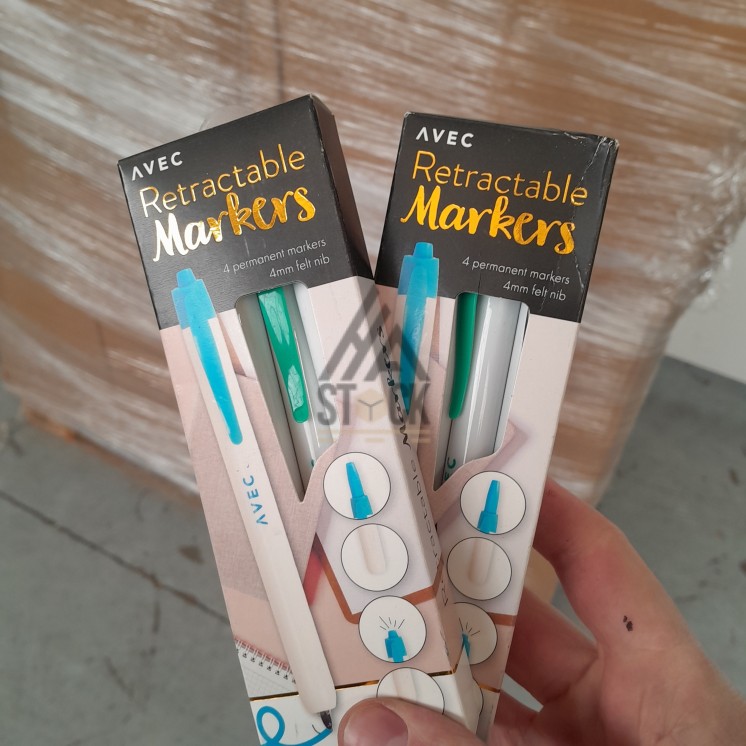 AVEC
Retractable
Markers
4 permanent markers
4mm felt nib
AVEC
AVEC
Retractable
Markers
4 permanent markers
4mm felt nib
AVEC
STOCK